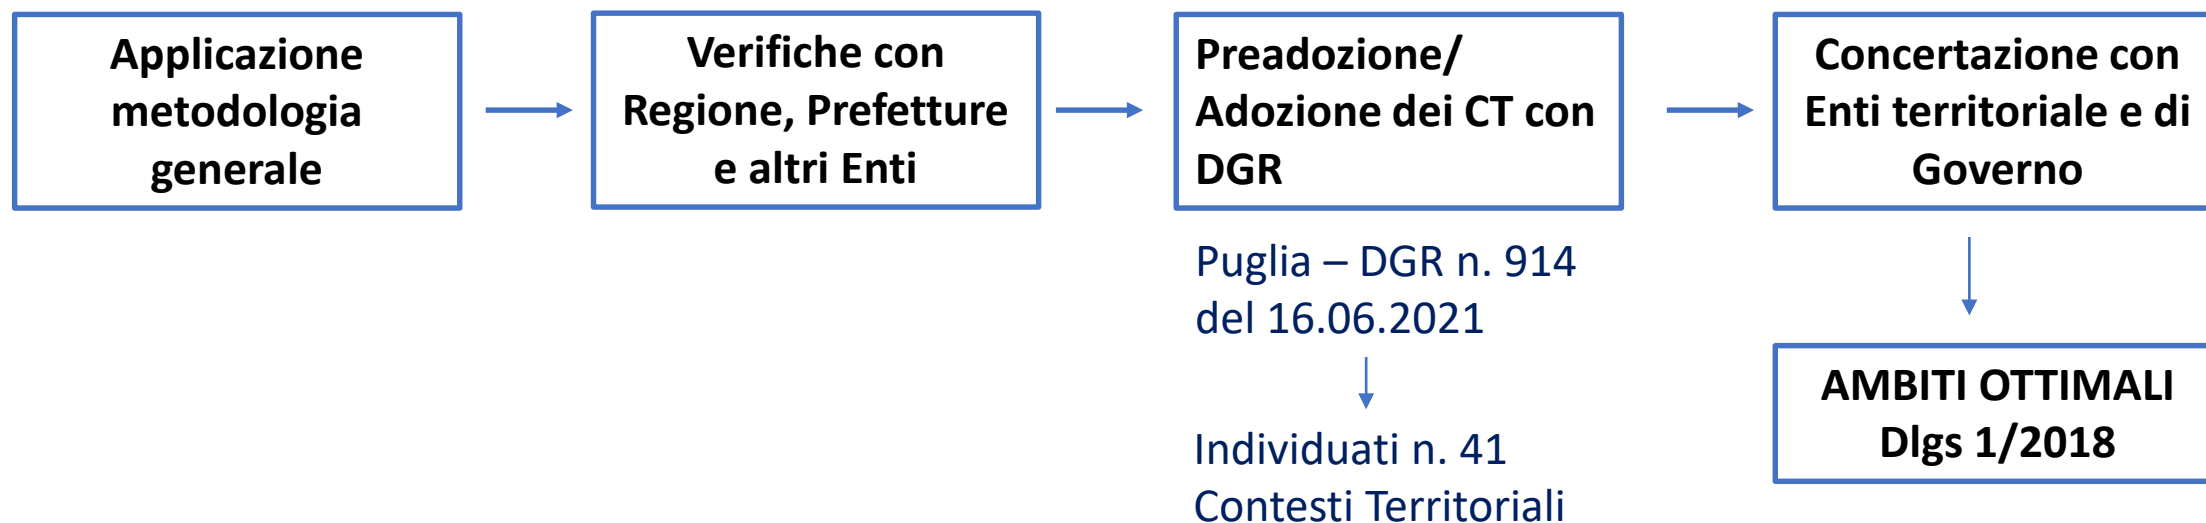 Applicazione
metodologia
generale
Verifiche con
Regione, Prefetture
e altri Enti
Preadozione/
Adozione dei CT con
DGR
Concertazione con
Enti territoriale e di
Governo
Puglia – DGR n. 914
del 16.06.2021
Individuati n. 41
Contesti Territoriali
AMBITI OTTIMALI
Dlgs 1/2018